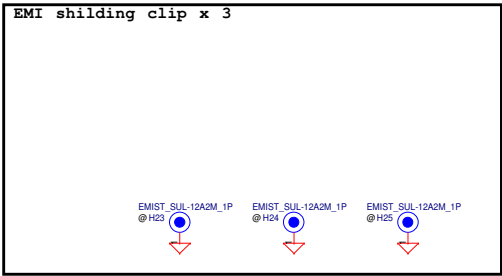 EMI shilding clip x 3
EMIST_SUL-12A2M_1P EMIST_SUL-12A2M_1P EMIST_SUL-12A2M_1P
@ H23 @ H24 @ H25